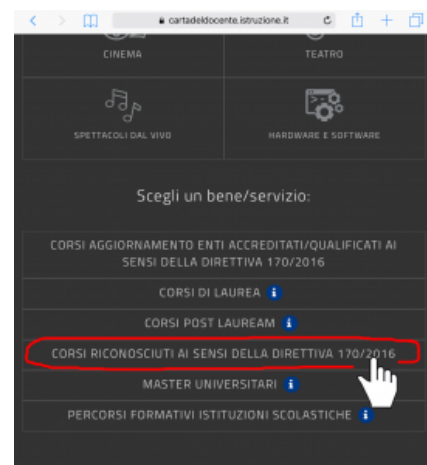 cartadeldocente.istruzione.it
CINEMA
TEATRO
SPETTACOLI DAL VIVO
HARDWARE E SOFTWARE
Scegli un bene/servizio:
CORSI AGGIORNAMENTO ENTI ACCREDITATI/QUALIFICATI AI
SENSI DELLA DIRETTIVA 170/2016
CORSI DI LAUREA i
CORSI POST LAUREAM i
CORSI RICONOSCIUTI AI SENSI DELLA DIRETTIVA 170/2016
MASTER UNIVERSITARI i
PERCORSI FORMATIVI ISTITUZIONI SCOLASTICHE i